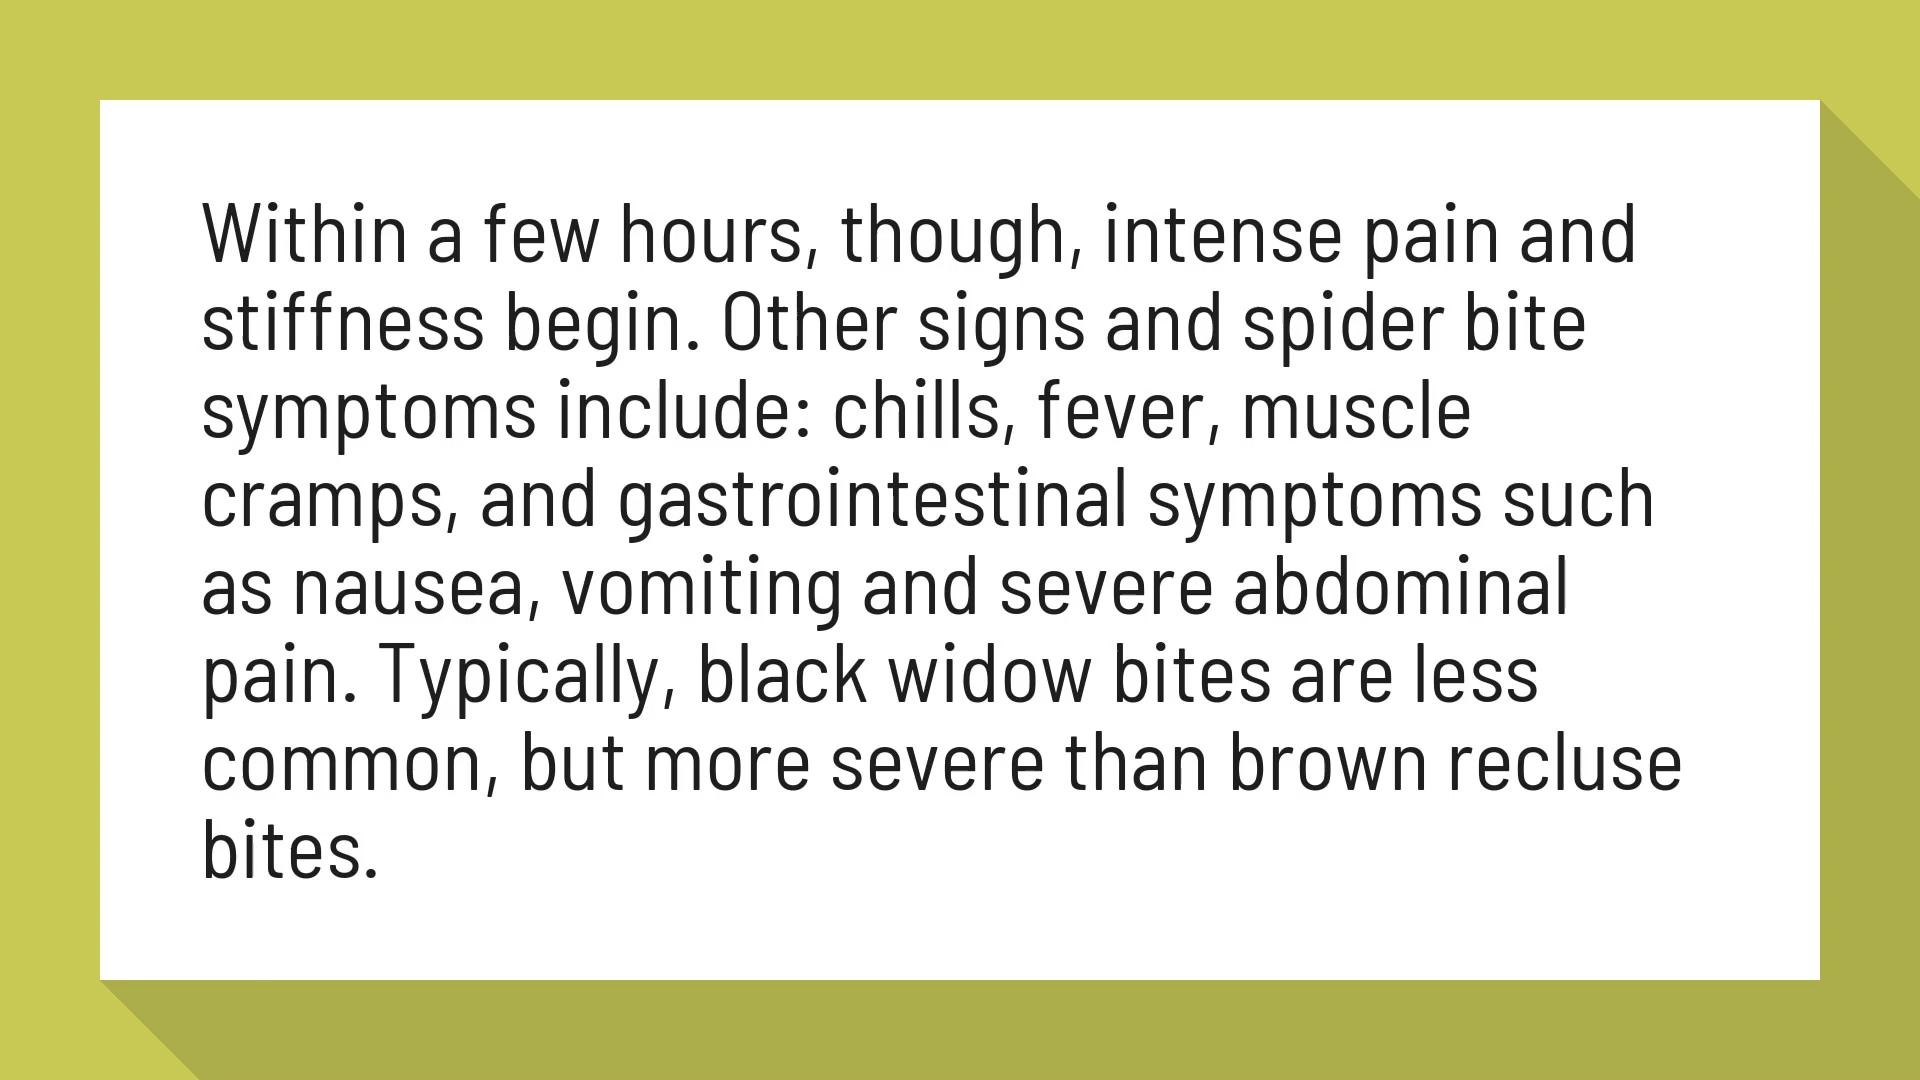 Within a few hours, though, intense pain and
stiffness begin. Other signs and spider bite
symptoms include: chills, fever, muscle
cramps, and gastrointestinal symptoms such
as nausea, vomiting and severe abdominal
pain. Typically, black widow bites are less
common, but more severe than brown recluse
bites.